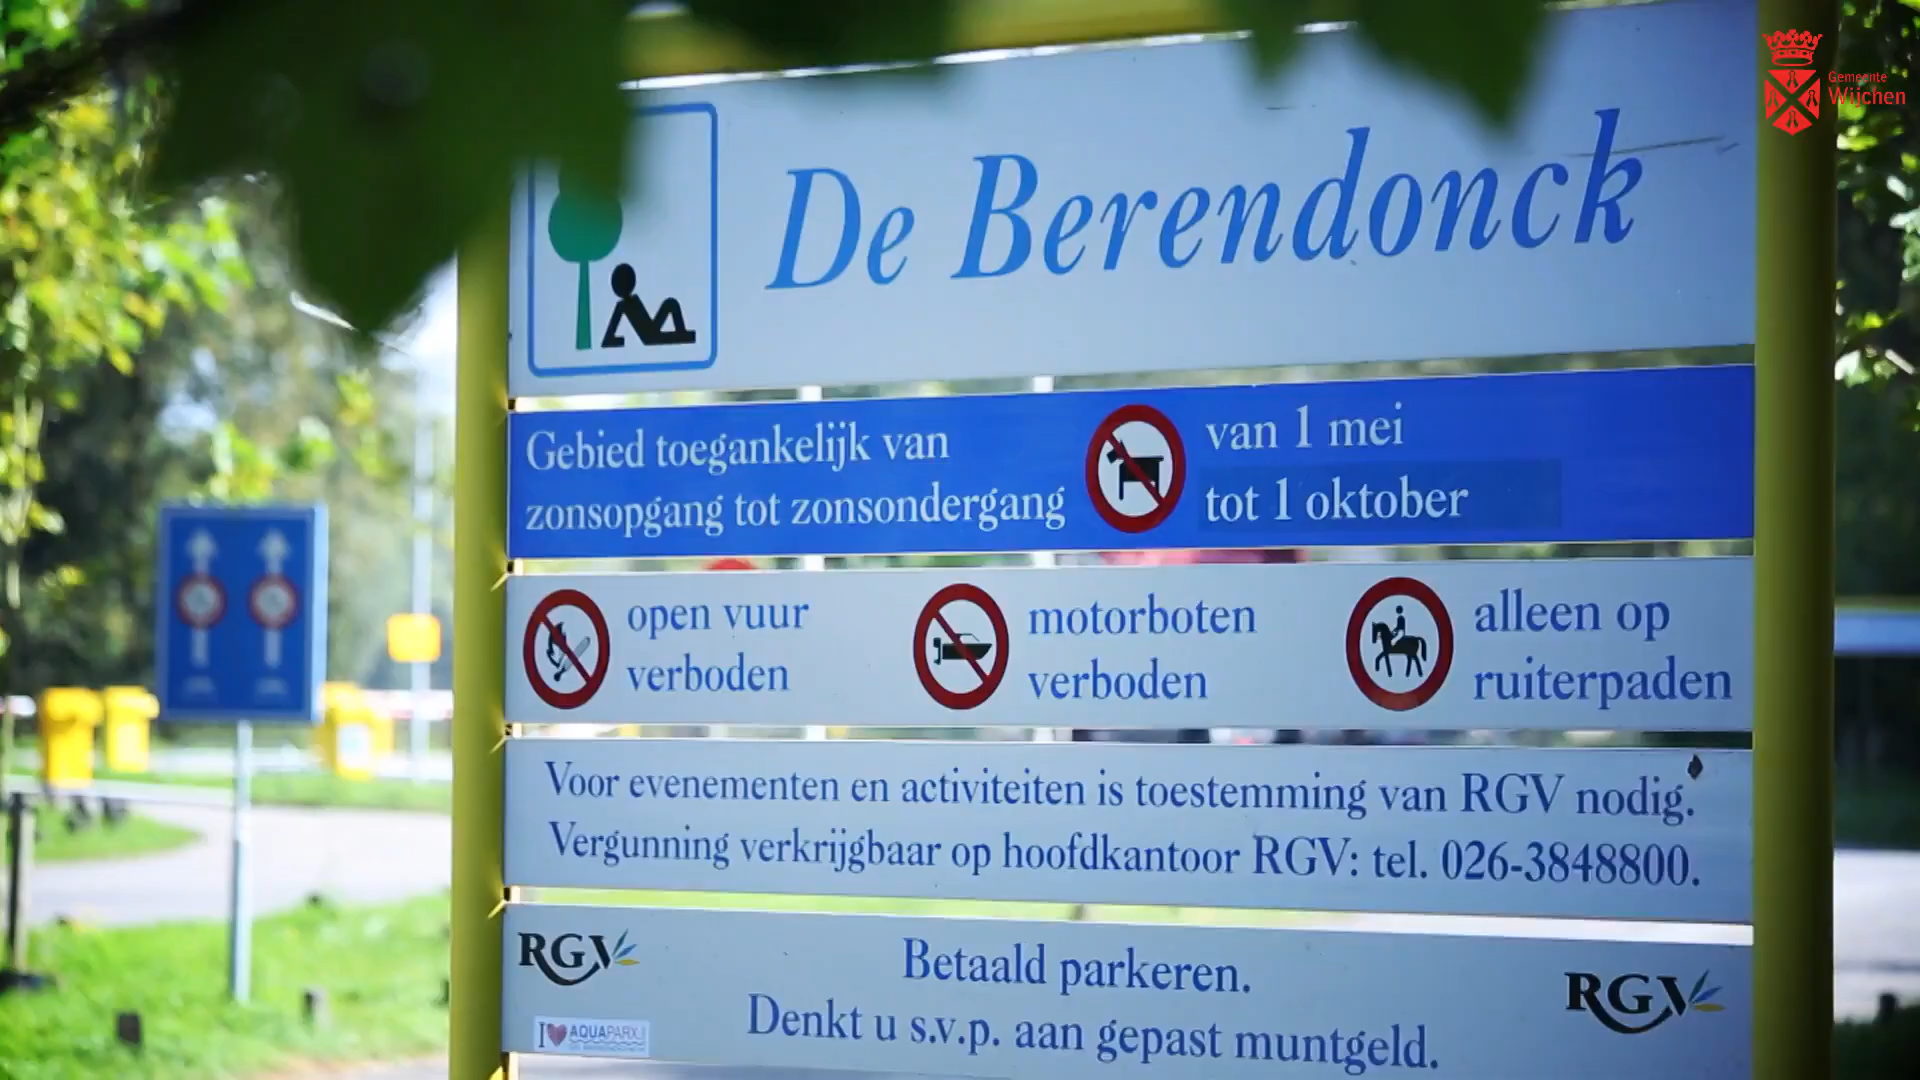 Gemeente
Wijchen
De Berendonck
Gebied toegankelijk van
zonsopgang tot zonsondergang
van 1 mei
tot 1 oktober
open vuur
verboden
motorboten
verboden
alleen op
ruiterpaden
Voor evenementen en activiteiten is toestemming van RGV nodig.
Vergunning verkrijgbaar op hoofdkantoor RGV: tel. 026-3848800.
RGV
Betaald parkeren.
Denkt u s.v.p. aan gepast muntgeld.
RGV
I AQUAPARX